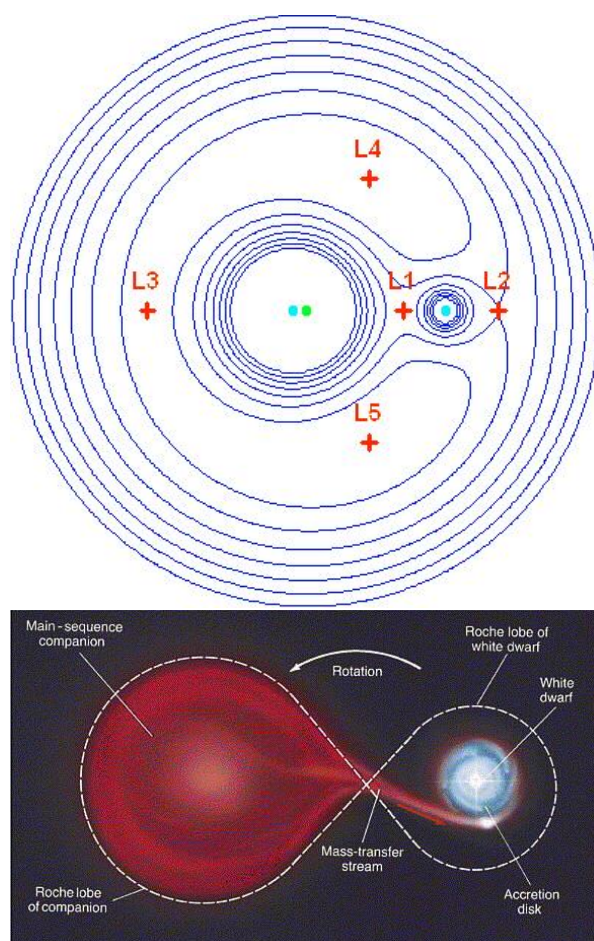 L4
L3
L1
L2
L5
Main-sequence
companion
Rotation
Roche lobe of
white dwarf
White
dwarf
Mass-transfer
stream
Roche lobe
of companion
Accretion
disk